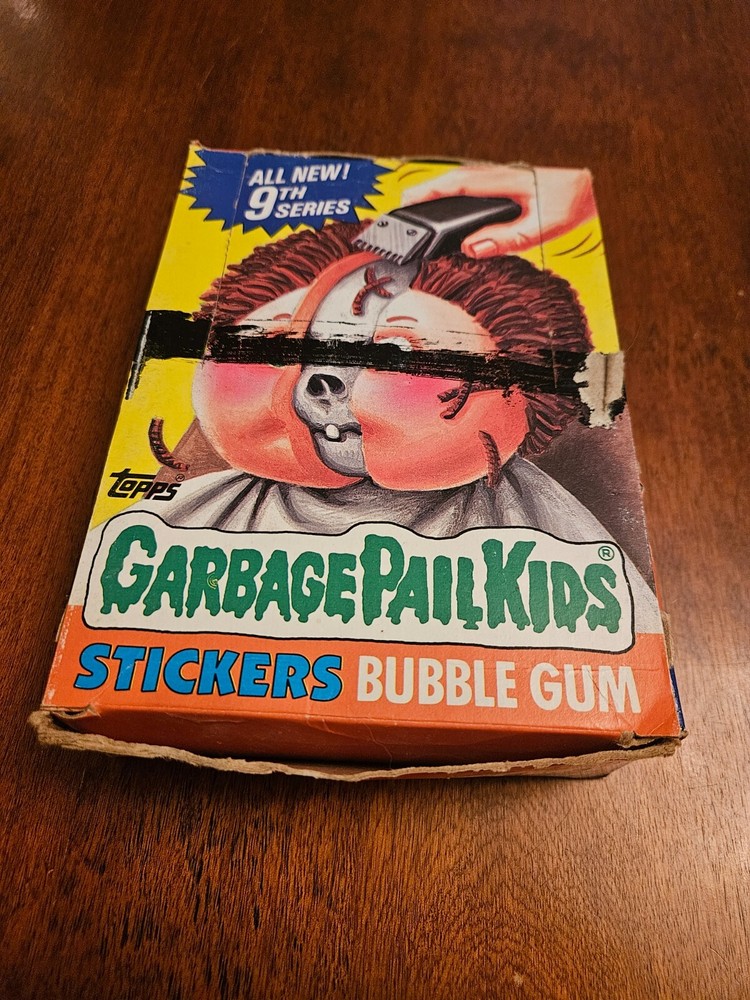 ALL NEW!
9TH
SERIES
TOPPS®
GARBAGE PAIL KIDS®
STICKERS BUBBLE GUM